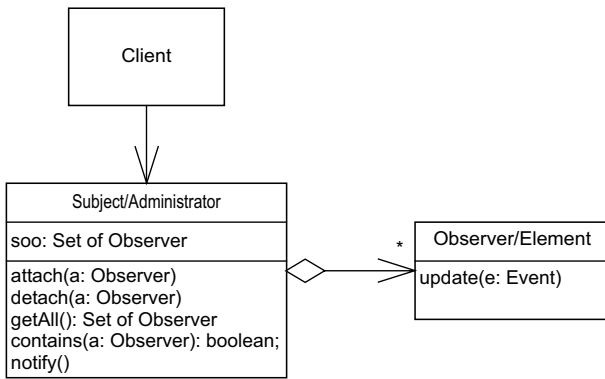 Client
Subject/Administrator
soo: Set of Observer
attach(a: Observer)
detach(a: Observer)
getAll(): Set of Observer
contains(a: Observer): boolean;
notify()
*
Observer/Element
update(e: Event)